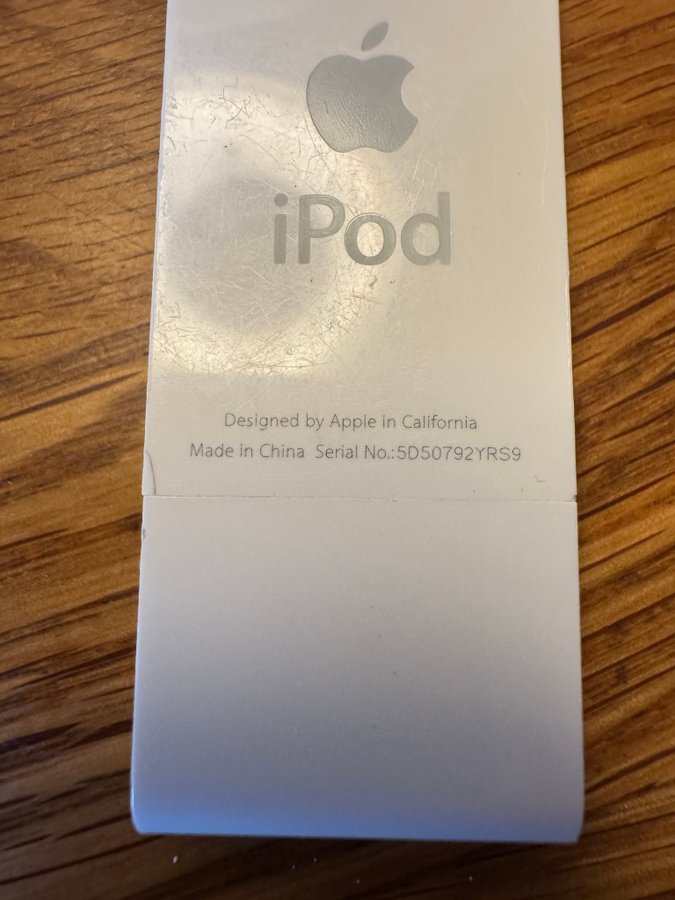 iPod
Designed by Apple in California
Made in China Serial No.:5D50792YRS9